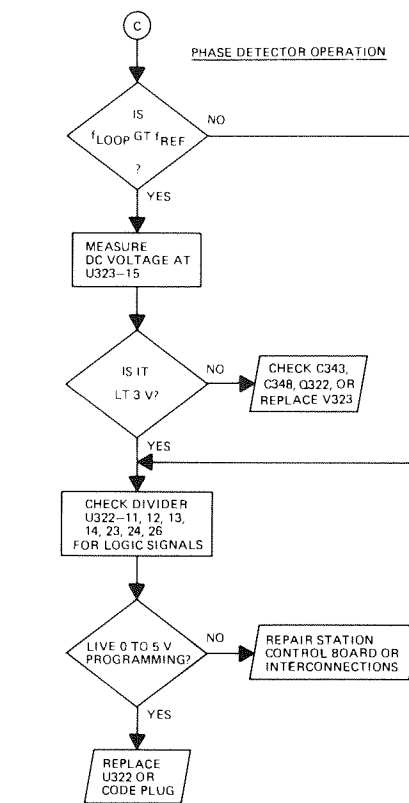 C
PHASE DETECTOR OPERATION
IS
fLOOP GT fREF
?
NO
YES
MEASURE
DC VOLTAGE AT
U323-15
IS IT
LT 3 V?
NO
CHECK C343,
C348, Q322, OR
REPLACE V323
YES
CHECK DIVIDER
U322-11, 12, 13,
14, 23, 24, 26
FOR LOGIC SIGNALS
LIVE 0 TO 5 V
PROGRAMMING?
NO
REPAIR STATION
CONTROL BOARD OR
INTERCONNECTIONS
YES
REPLACE
U322 OR
CODE PLUG